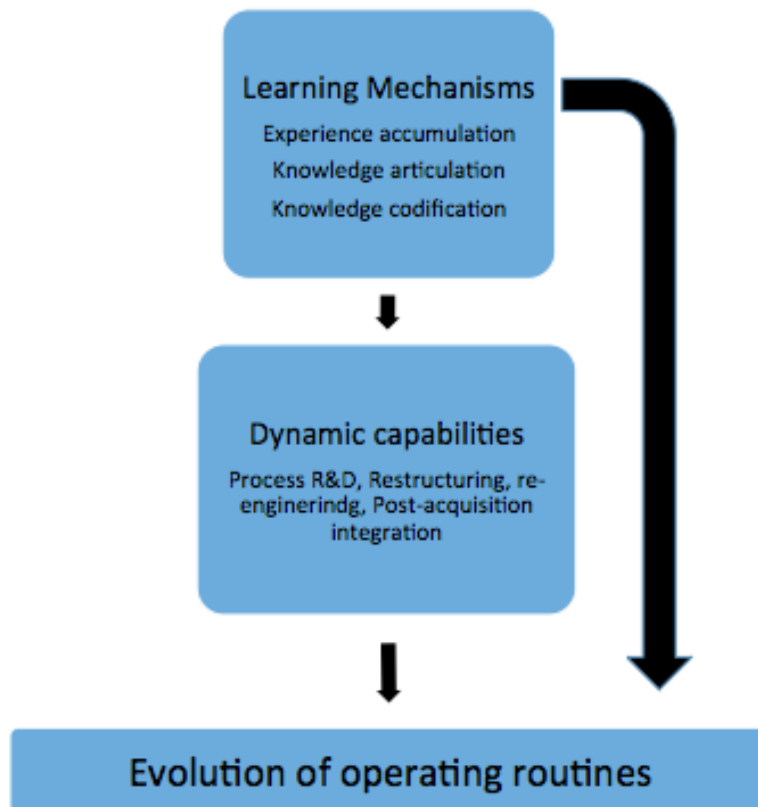 Learning Mechanisms
Experience accumulation
Knowledge articulation
Knowledge codification
Dynamic capabilities
Process R&D, Restructuring, re-
enginerindg, Post-acquisition
integration
Evolution of operating routines